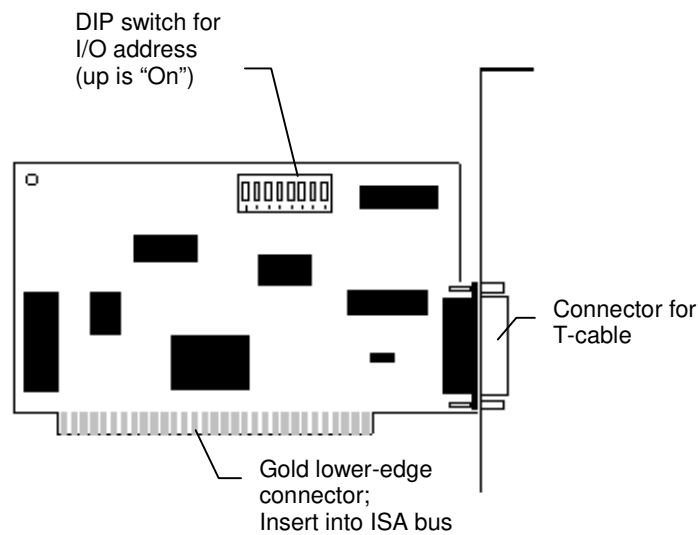 DIP switch for
I/O address
(up is “On”)
Connector for
T-cable
Gold lower-edge
connector;
Insert into ISA bus